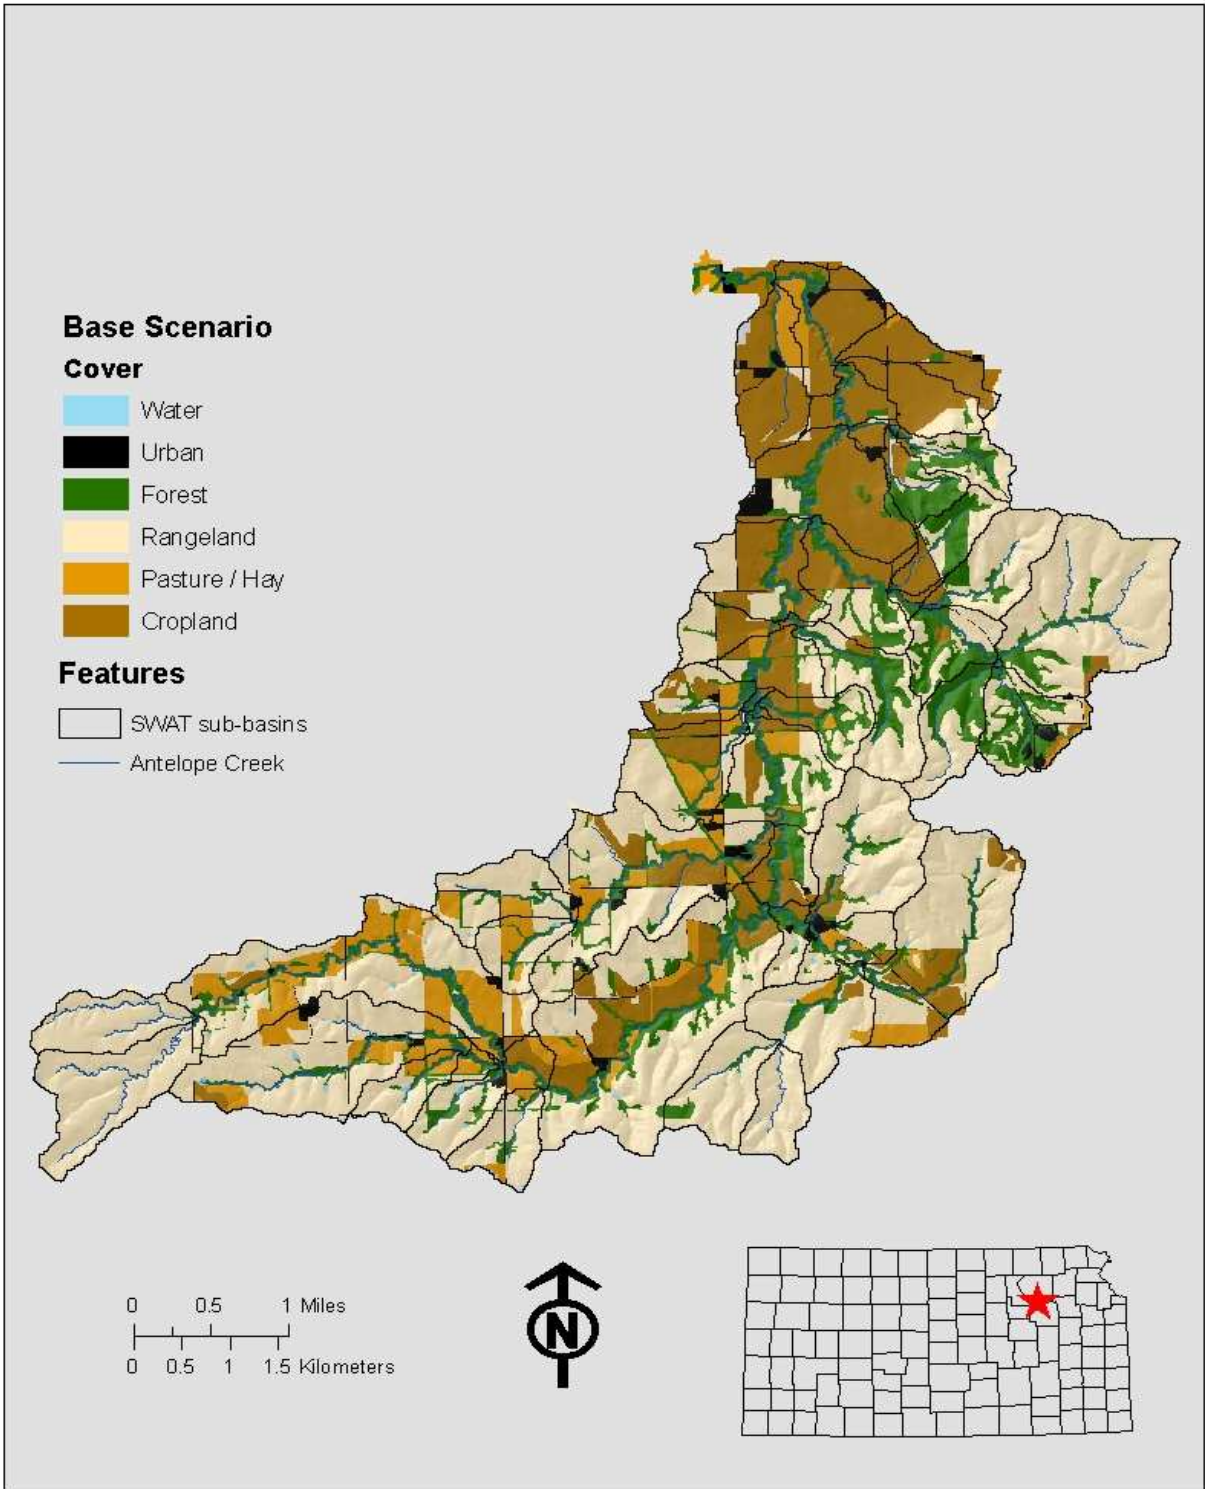 Base Scenario
Cover
Water
Urban
Forest
Rangeland
Pasture / Hay
Cropland
Features
SWAT sub-basins
Antelope Creek
0 0.5 1 Miles
0 0.5 1 1.5 Kilometers
N